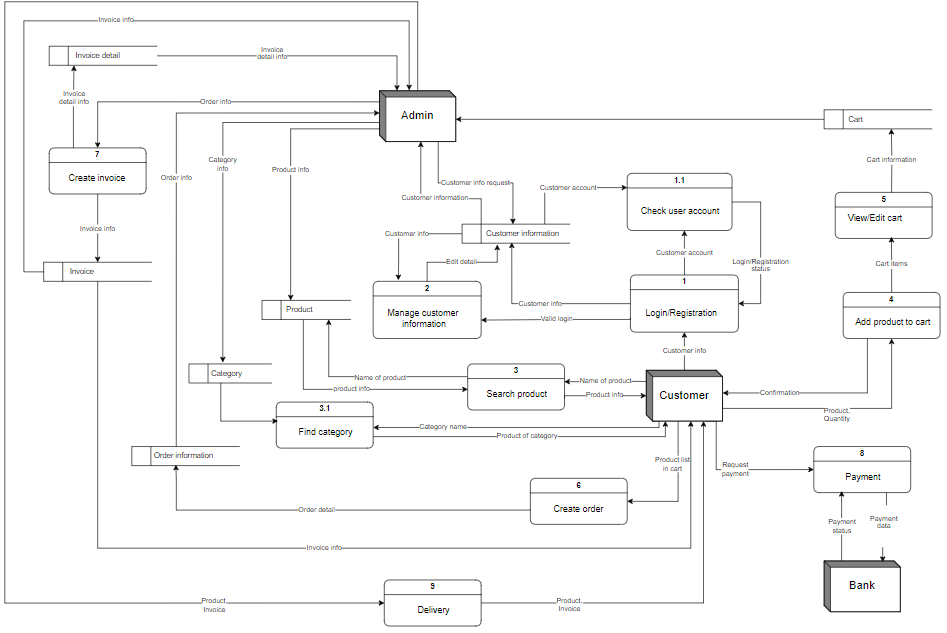 Invoice info
Invoice detail
Invoice
detail info
Invoice
detail info
Order info
Admin
Cart
7
Create invoice
Category
info
Product info
Order info
Cart information
Customer info request
Customer information
Customer account
1.1
Check user account
5
View/Edit cart
Invoice info
Customer info
Customer information
Customer account
Edit detail
Login/Registration
status
Cart items
Invoice
2
Manage customer
information
1
Login/Registration
Customer info
Valid login
4
Add product to cart
Product
Customer info
Category
Name of product
product info
3
Search product
Name of product
Product info
Customer
Confirmation
Product,
Quantity
3.1
Find category
Category name
Product of category
Order information
Product list
in cart
Request
payment
8
Payment
6
Create order
Order detail
Payment
status
Payment
data
Invoice info
Bank
9
Delivery
Product,
Invoice
Product,
Invoice